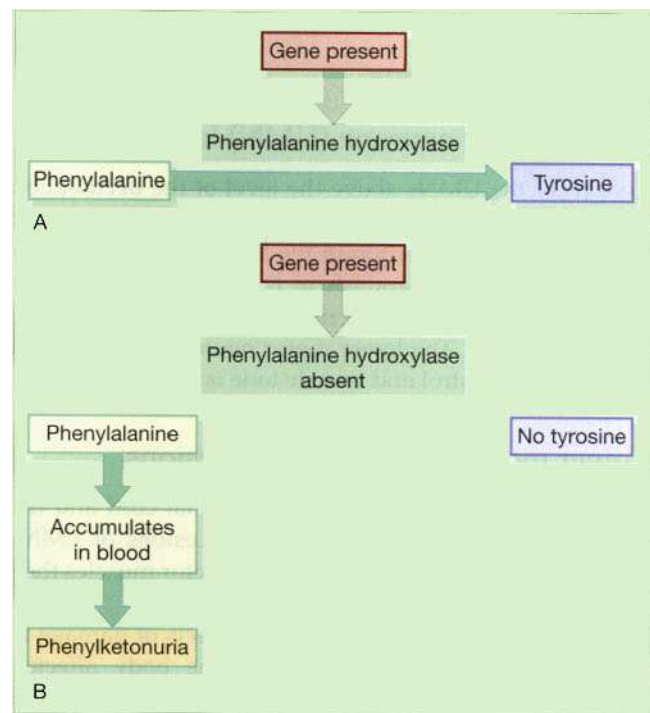 Gene present
Phenylalanine hydroxylase
Phenylalanine
Tyrosine
A
Gene present
Phenylalanine hydroxylase
absent
Phenylalanine
No tyrosine
Accumulates
in blood
Phenylketonuria
B